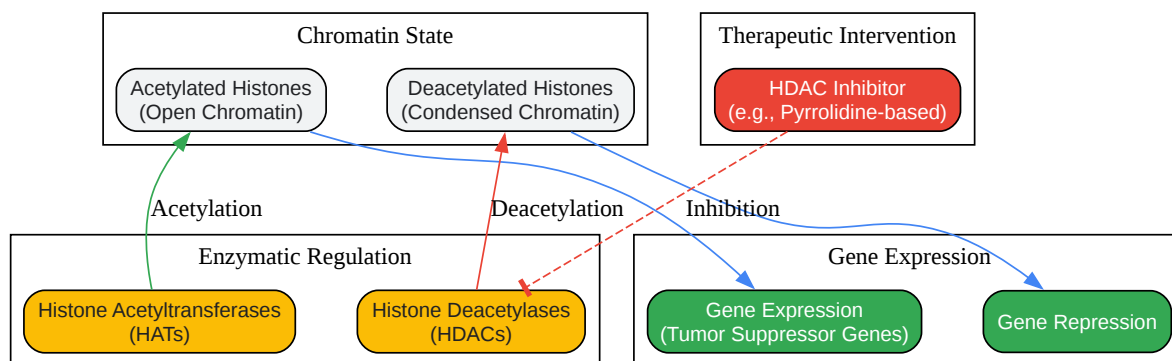 Chromatin State
Therapeutic Intervention
Acetylated Histones
(Open Chromatin)
Deacetylated Histones
(Condensed Chromatin)
HDAC Inhibitor
(e.g., Pyrrolidine-based)
Acetylation
Deacetylation
Inhibition
Enzymatic Regulation
Gene Expression
Histone Acetyltransferases
(HATs)
Histone Deacetylases
(HDACs)
Gene Expression
(Tumor Suppressor Genes)
Gene Repression